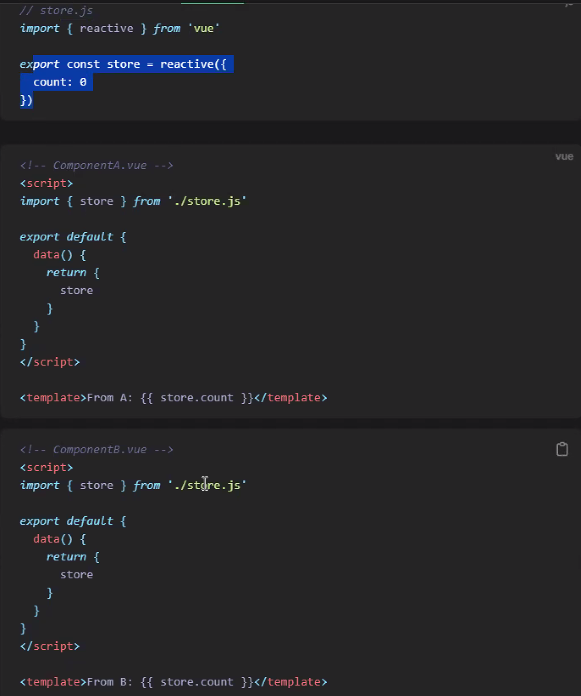 // store.js
import { reactive } from 'vue'
export const store = reactive({
  count: 0
})
vue
<!-- ComponentA.vue -->
<script>
import { store } from './store.js'
export default {
  data() {
    return {
      store
    }
  }
}
</script>
<template>From A: {{ store.count }}</template>
<!-- ComponentB.vue -->
<script>
import { store } from './store.js'
export default {
  data() {
    return {
      store
    }
  }
}
</script>
<template>From B: {{ store.count }}</template>